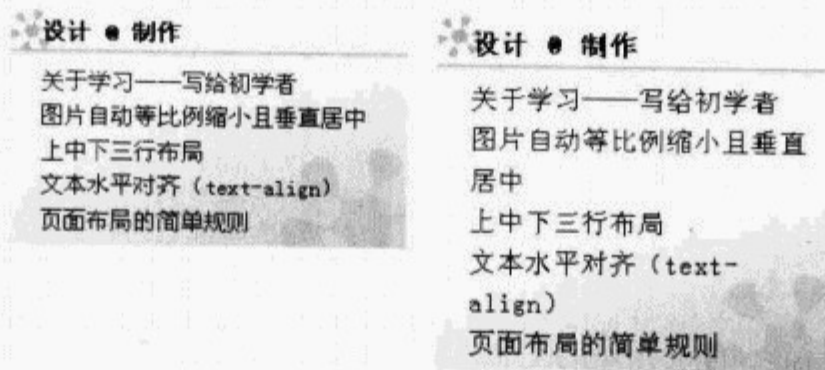 设计 ● 制作
关于学习——写给初学者
图片自动等比例缩小且垂直居中
上中下三行布局
文本水平对齐（text-align）
页面布局的简单规则
设计 ● 制作
关于学习——写给初学者
图片自动等比例缩小且垂直
居中
上中下三行布局
文本水平对齐（text-
align）
页面布局的简单规则